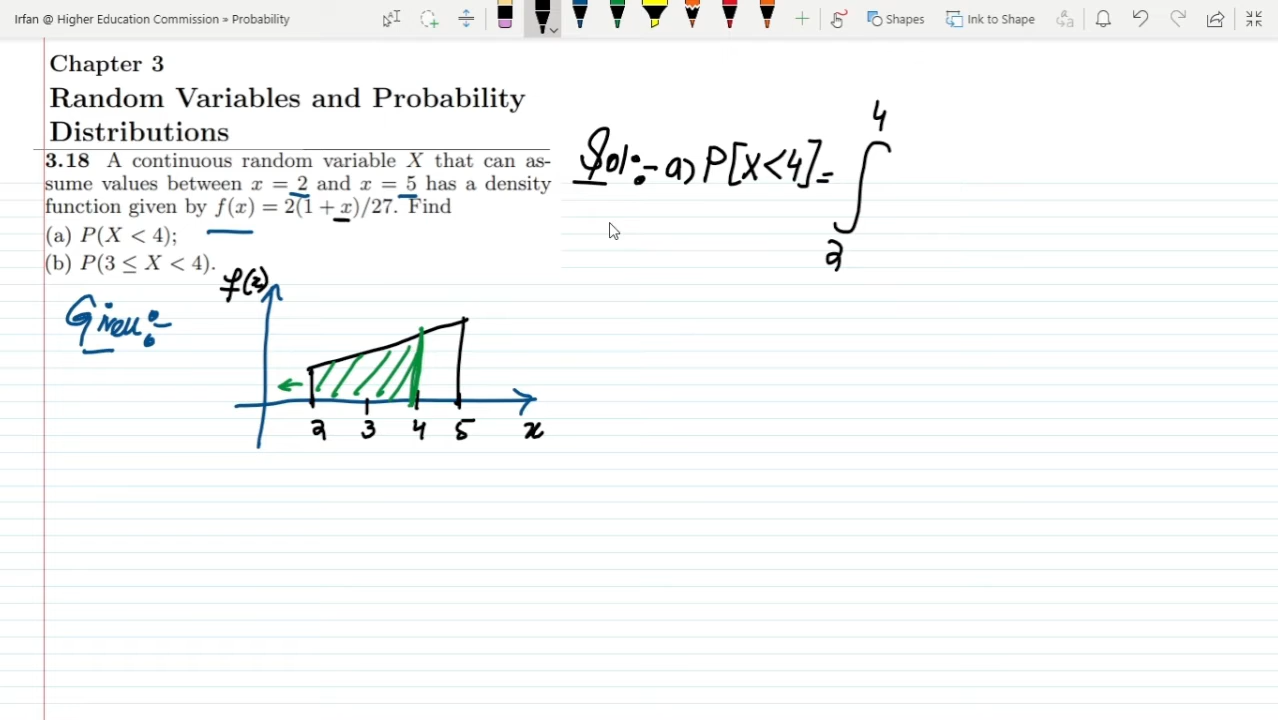 Irfan @ Higher Education Commission » Probability
Shapes
Ink to Shape
Chapter 3
Random Variables and Probability
Distributions
3.18 A continuous random variable X that can as-
sume values between x = 2 and x = 5 has a density
function given by f(x) = 2(1 + x)/27. Find
(a) P(X < 4);
(b) P(3 ≤ X < 4).
Given:-
f(x)
2 3 4 5 x
Sol:- a) P[X<4] = ∫
4
2